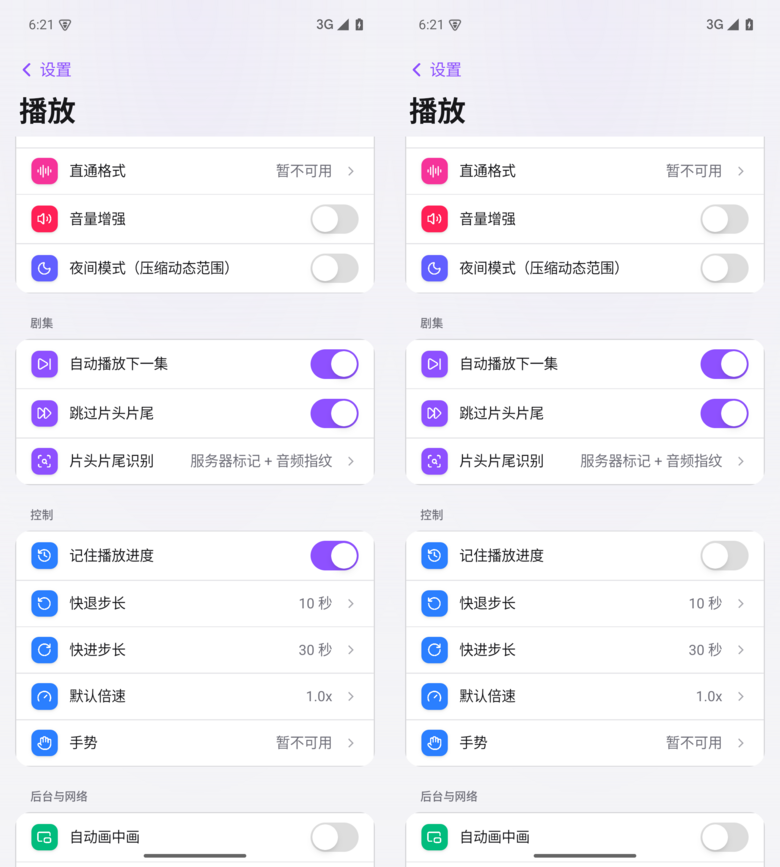 6:21
3G
设置
播放
直通格式 暂不可用
音量增强
夜间模式（压缩动态范围）
剧集
自动播放下一集
跳过片头片尾
片头片尾识别 服务器标记 + 音频指纹
控制
记住播放进度
快退步长 10 秒
快进步长 30 秒
默认倍速 1.0x
手势 暂不可用
后台与网络
自动画中画
6:21
3G
设置
播放
直通格式 暂不可用
音量增强
夜间模式（压缩动态范围）
剧集
自动播放下一集
跳过片头片尾
片头片尾识别 服务器标记 + 音频指纹
控制
记住播放进度
快退步长 10 秒
快进步长 30 秒
默认倍速 1.0x
手势 暂不可用
后台与网络
自动画中画